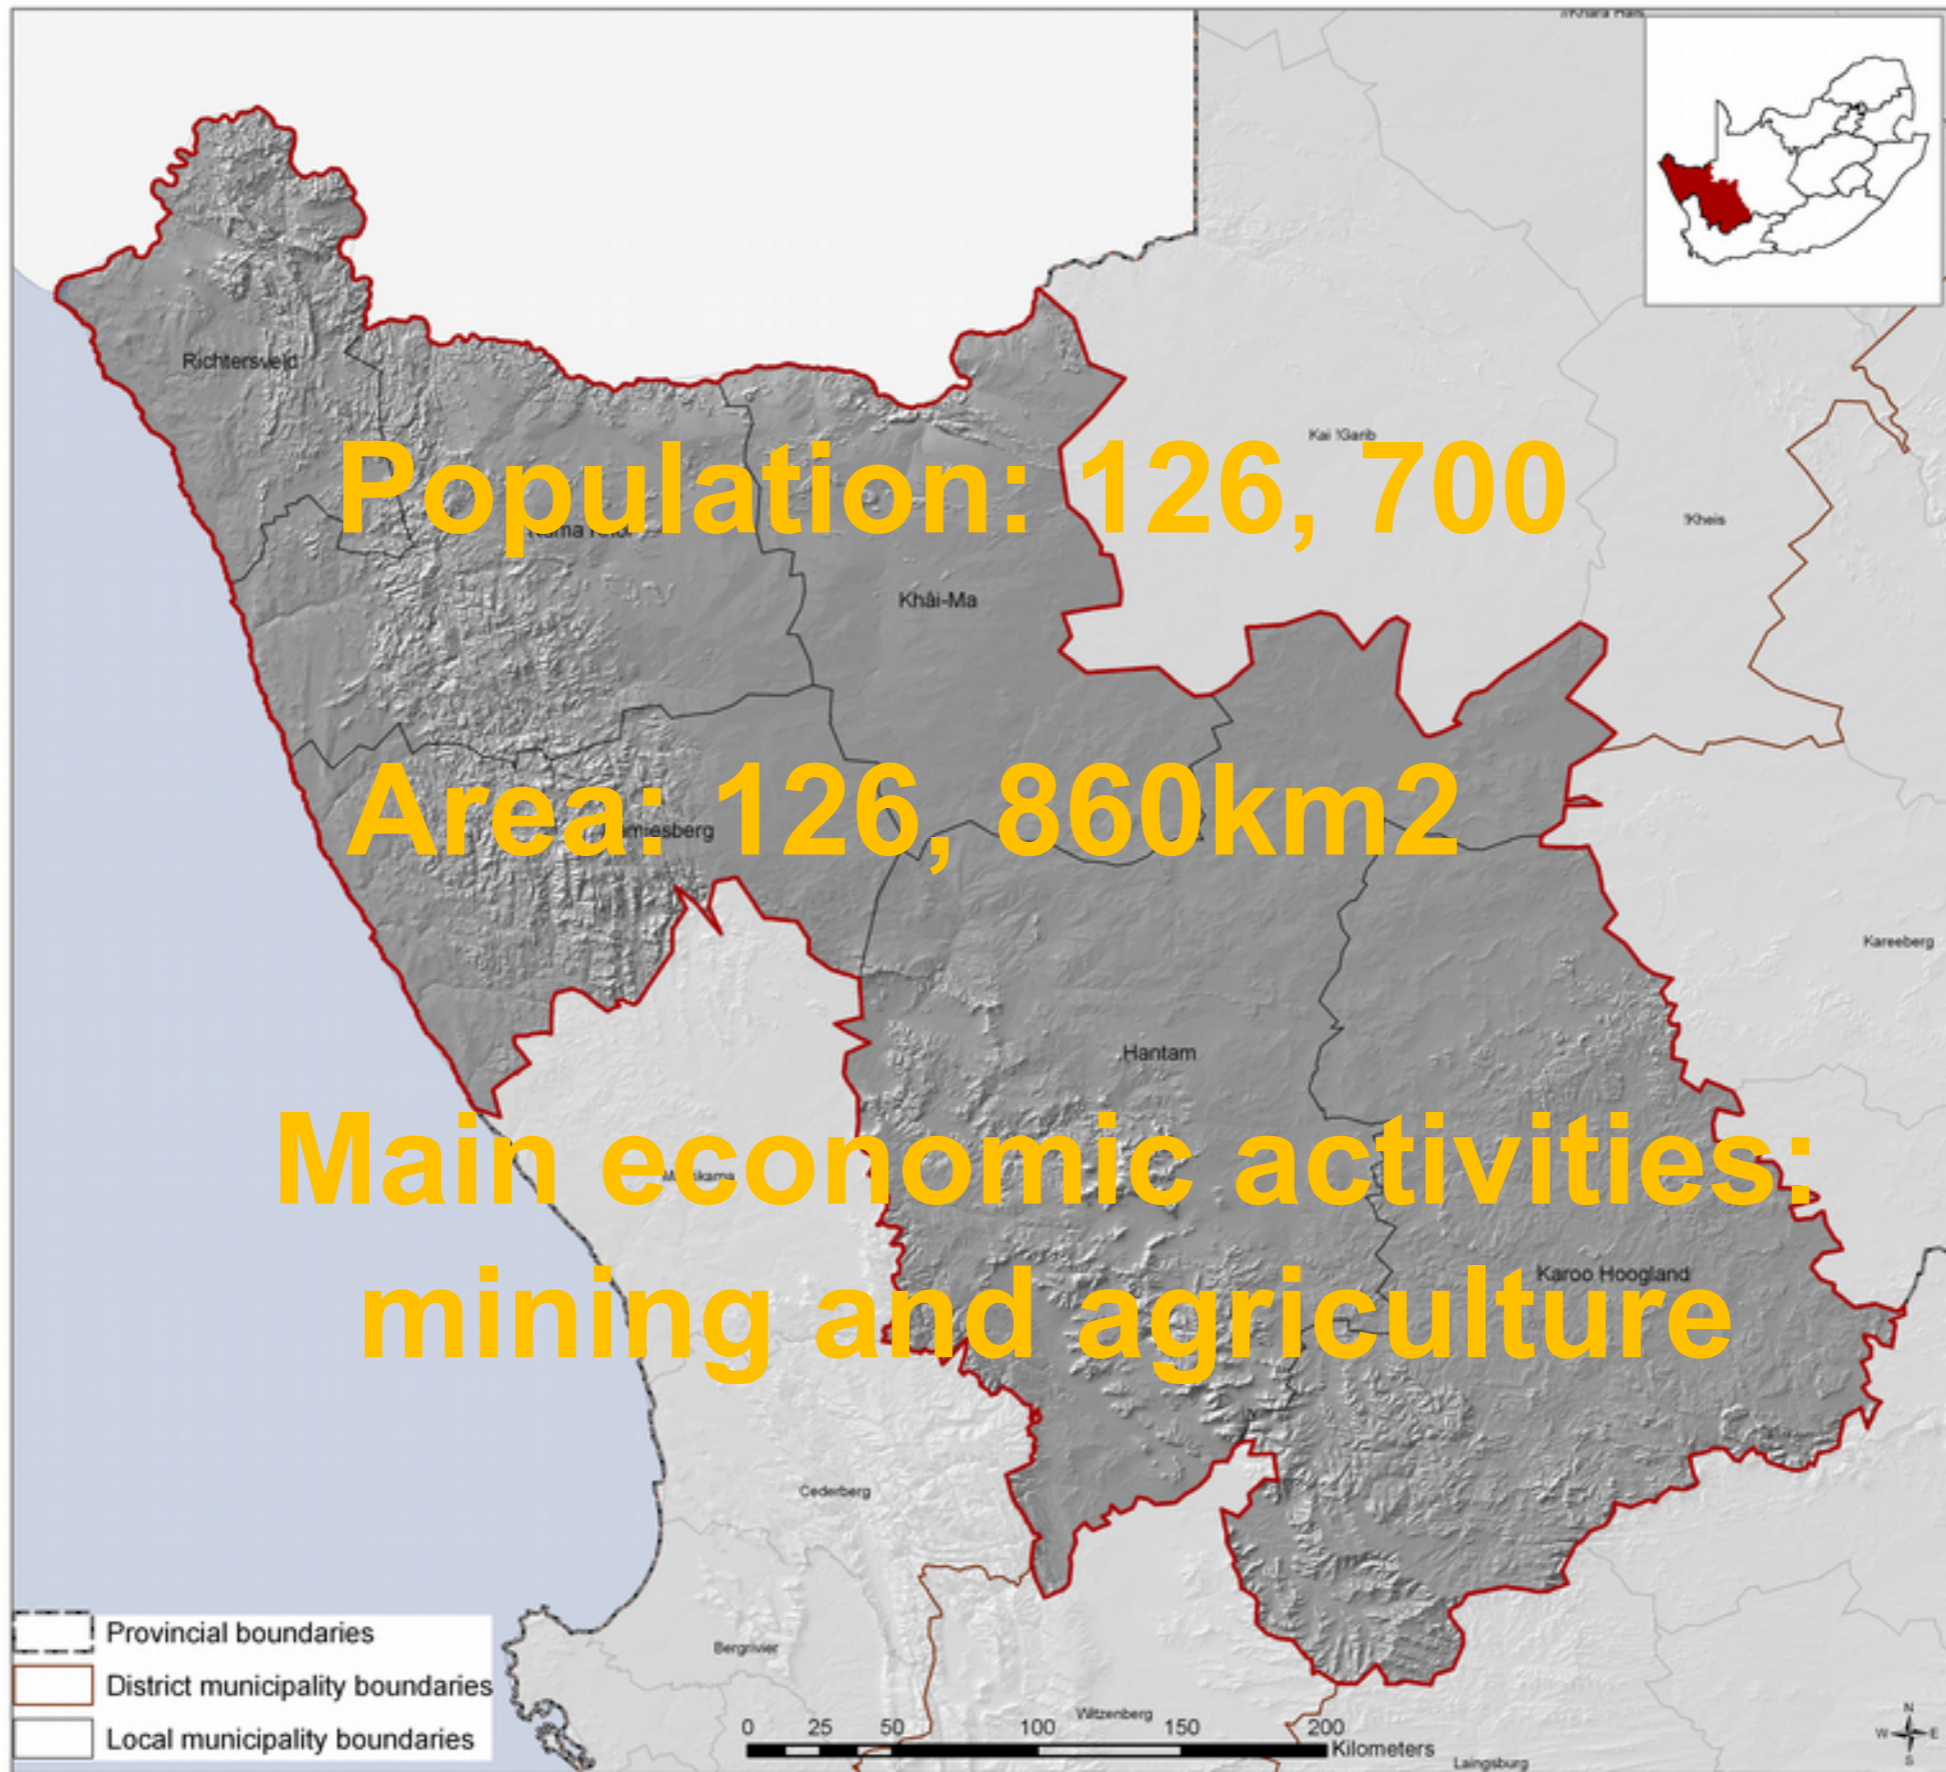 Richtersveld
Kai !Garib
Population: 126, 700
!Kheis
Khâi-Ma
Area: 126, 860km2
Kareeberg
Hantam
Main economic activities:
Karoo Hoogland
mining and agriculture
Cederberg
Provincial boundaries
Bergrivier
District municipality boundaries
Witzenberg
0 25 50 100 150 200
Local municipality boundaries
Kilometers
Laingsburg
N
W E
S